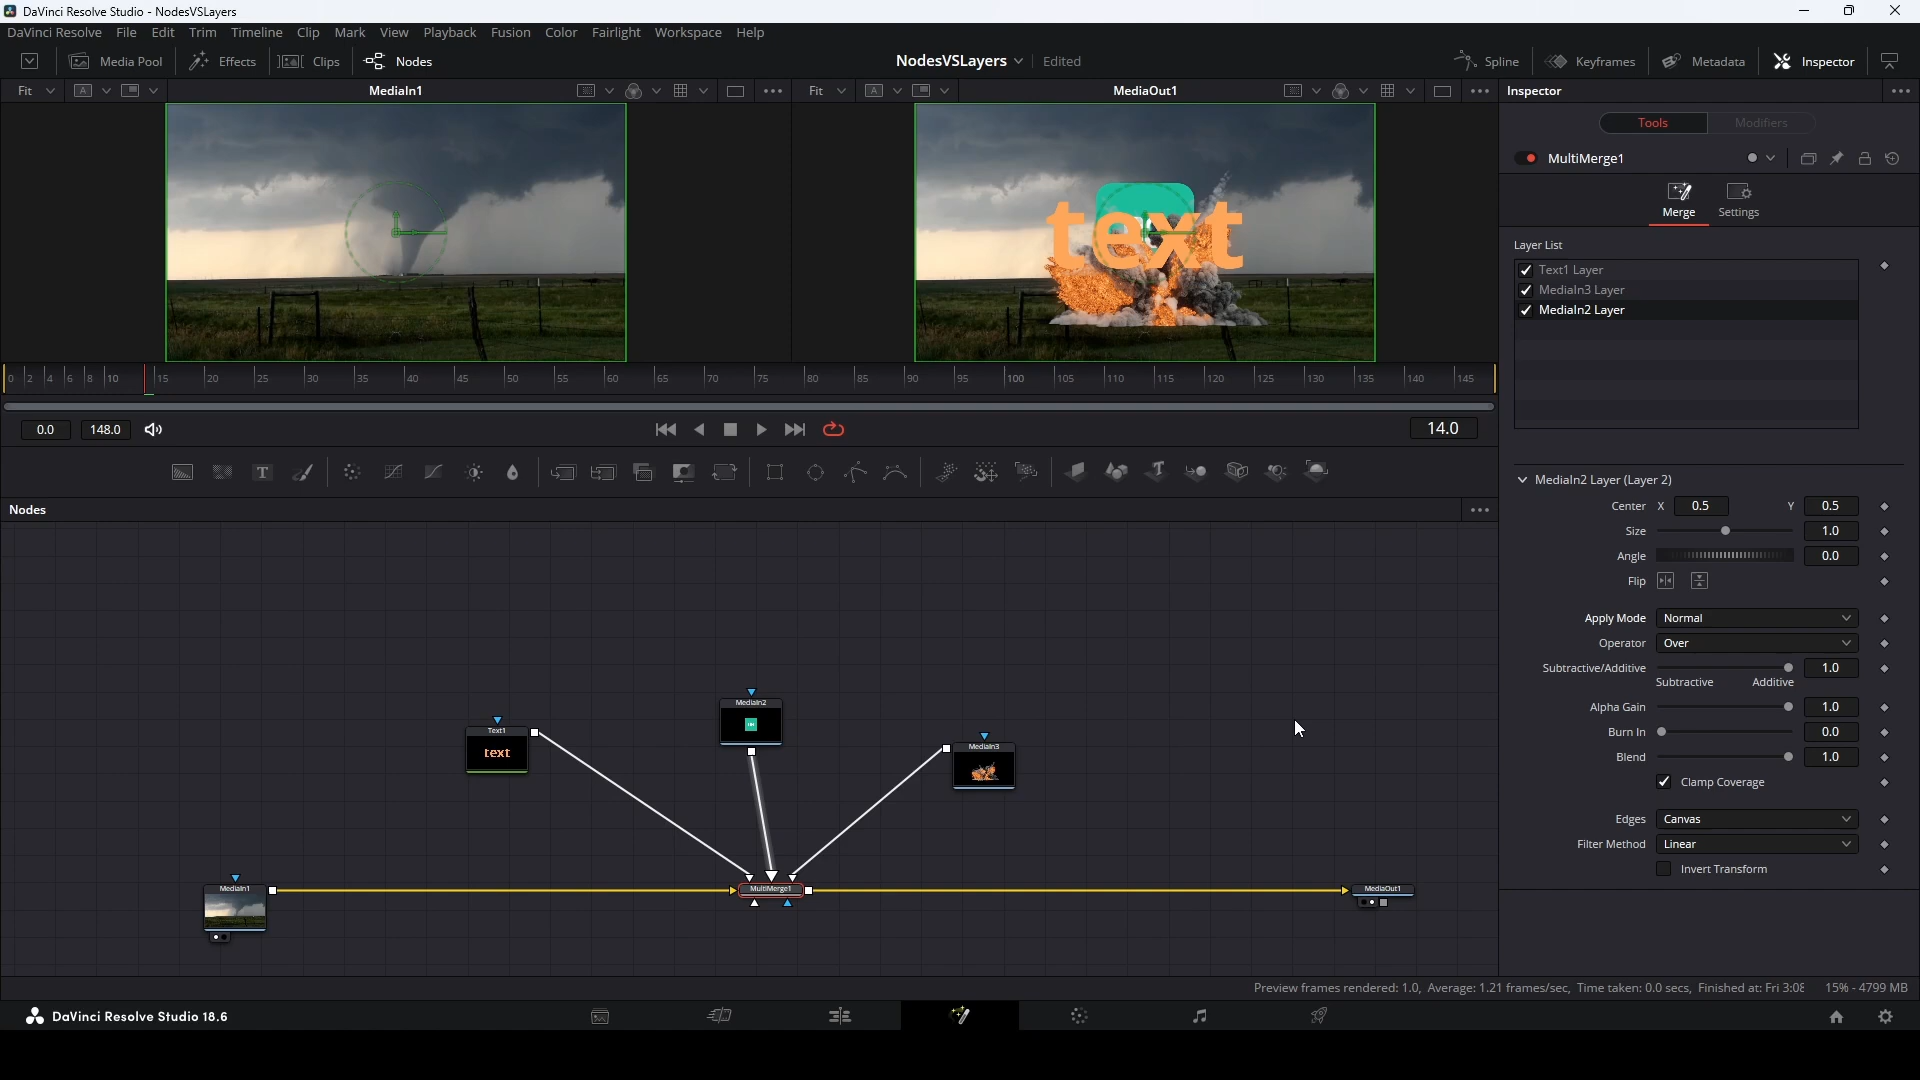 DaVinci Resolve Studio - NodesVSLayers
DaVinci Resolve File Edit Trim Timeline Clip Mark View Playback Fusion Color Fairlight Workspace Help
Media Pool Effects Clips Nodes NodesVSLayers Edited Spline Keyframes Metadata Inspector
Fit A MediaIn1 Fit A MediaOut1 Inspector
Tools Modifiers
MultiMerge1
Merge Settings
text
Layer List
Text1 Layer
MediaIn3 Layer
MediaIn2 Layer
0 2 4 6 8 10 15 20 25 30 35 40 45 50 55 60 65 70 75 80 85 90 95 100 105 110 115 120 125 130 135 140 145
0.0 148.0 14.0
T
MediaIn2 Layer (Layer 2)
Center X 0.5 Y 0.5
Size 1.0
Angle 0.0
Flip
Apply Mode Normal
Operator Over
Subtractive/Additive 1.0
Subtractive Additive
Alpha Gain 1.0
Burn In 0.0
Blend 1.0
Clamp Coverage
Edges Canvas
Filter Method Linear
Invert Transform
Nodes
MediaIn2
Text1
text
MediaIn3
MediaIn1
MultiMerge1
MediaOut1
Preview frames rendered: 1.0, Average: 1.21 frames/sec, Time taken: 0.0 secs, Finished at: Fri 3:08 15% - 4799 MB
DaVinci Resolve Studio 18.6